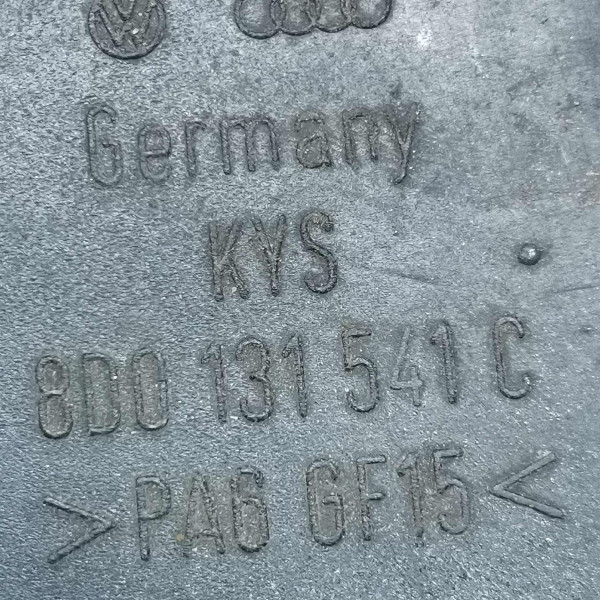 Germany
KYS
8D0 131 541 C
>PA6 GF15<